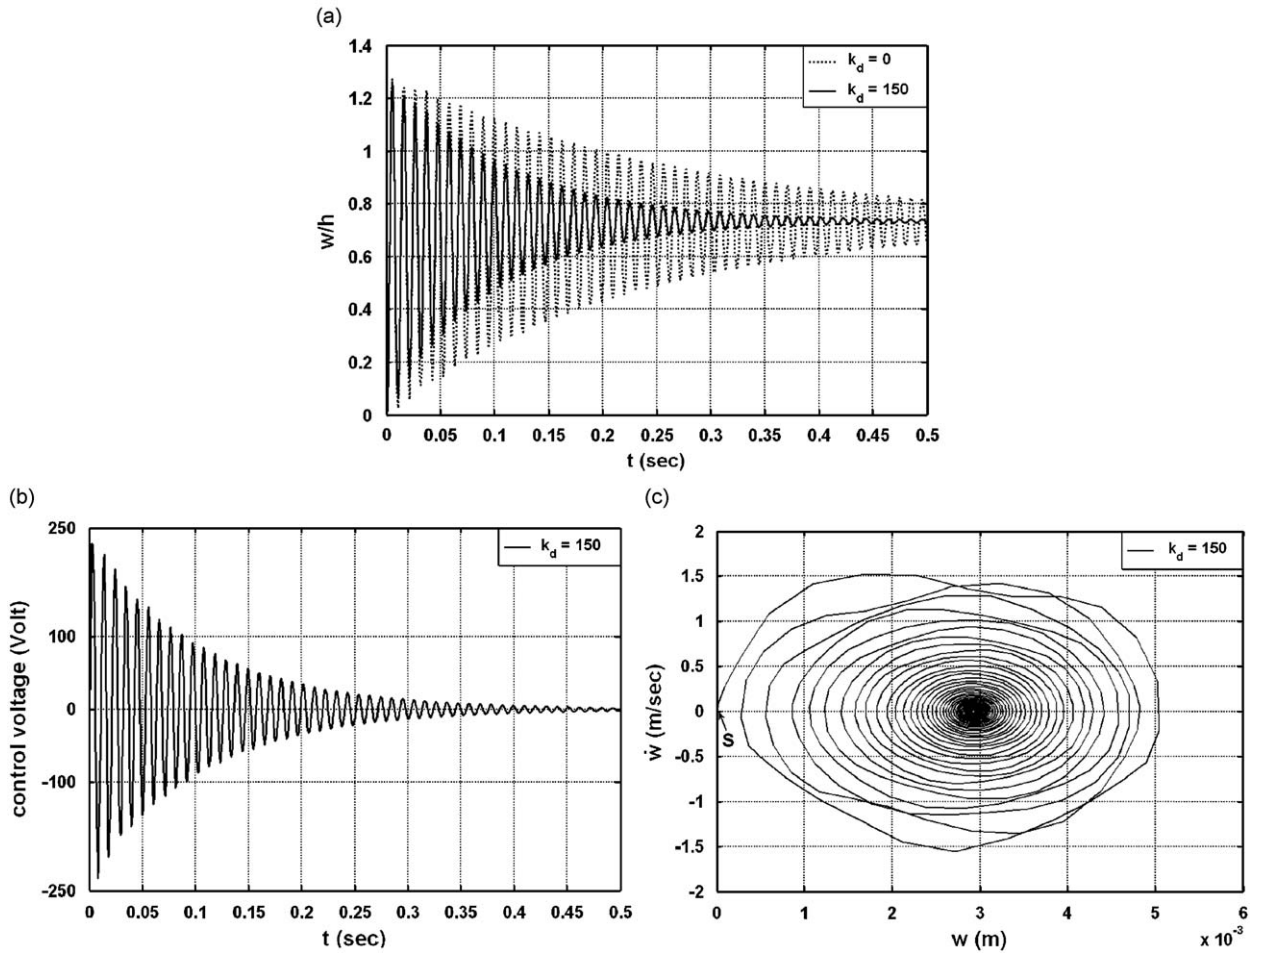 (a)
1.4
1.2
1
0.8
0.6
0.4
0.2
0
w/h
k_d = 0
k_d = 150
0 0.05 0.1 0.15 0.2 0.25 0.3 0.35 0.4 0.45 0.5
t (sec)
(b)
250
100
0
-100
-250
control voltage (Volt)
k_d = 150
0 0.05 0.1 0.15 0.2 0.25 0.3 0.35 0.4 0.45 0.5
t (sec)
(c)
2
1.5
1
0.5
0
-0.5
-1
-1.5
-2
ẇ (m/sec)
k_d = 150
S
0 1 2 3 4 5 6
w (m)
x 10⁻³